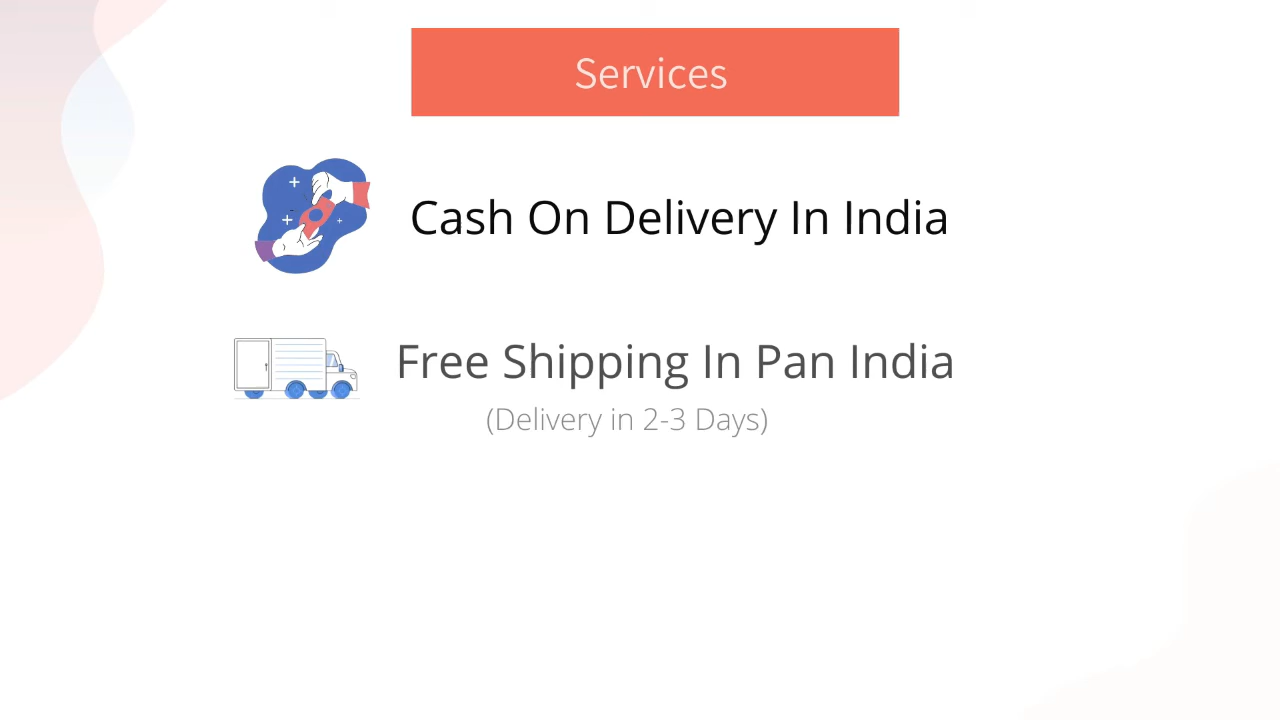 Services
Cash On Delivery In India
Free Shipping In Pan India
(Delivery in 2-3 Days)